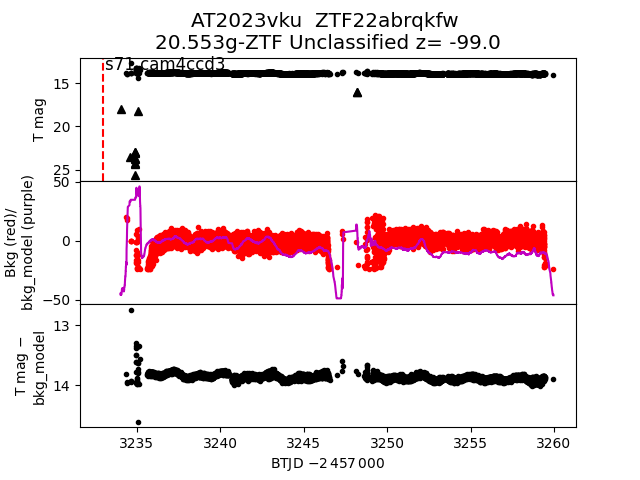 AT2023vku  ZTF22abrqkfw
20.553g-ZTF Unclassified z= -99.0
s71 cam4ccd3
T mag
15
20
25
Bkg (red)/
bkg_model (purple)
50
0
−50
T mag −
bkg_model
13
14
3235
3240
3245
3250
3255
3260
BTJD −2 457 000